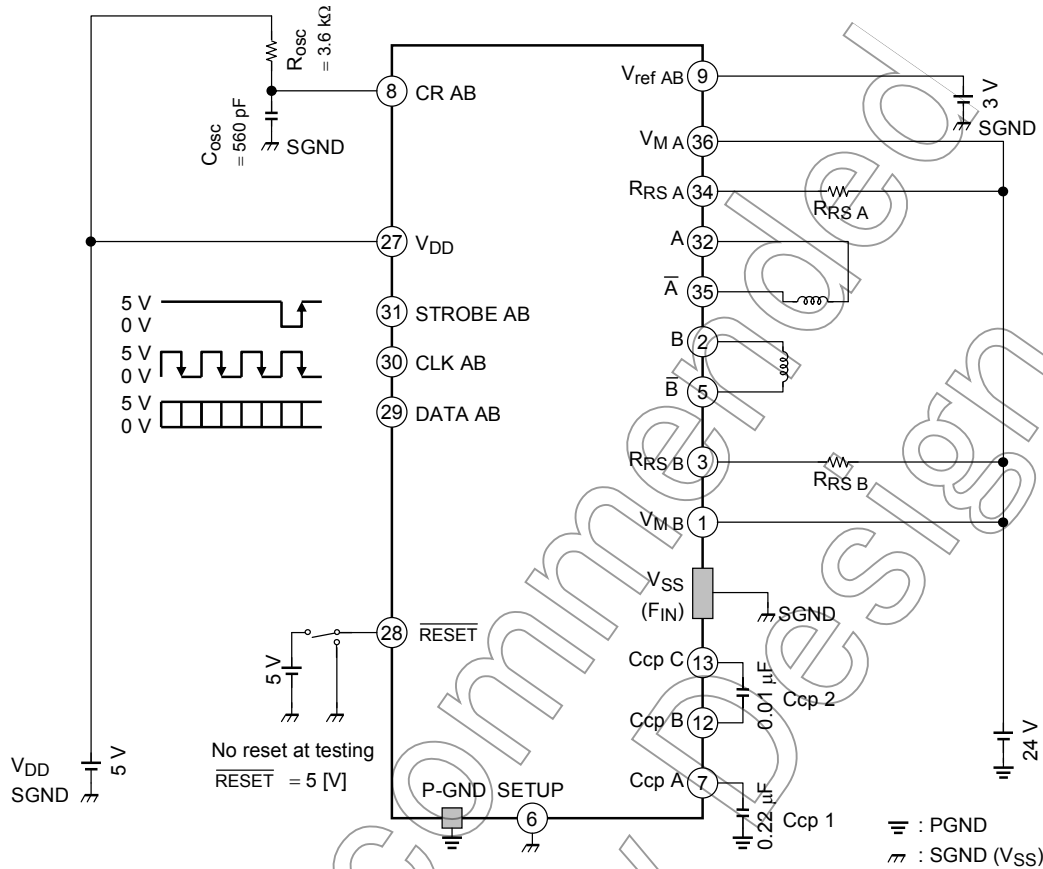 Rosc
= 3.6 kΩ
Cosc
= 560 pF
SGND
8
CR AB
27
VDD
5 V
0 V
31
STROBE AB
5 V
0 V
30
CLK AB
5 V
0 V
29
DATA AB
28
RESET
5 V
No reset at testing
RESET = 5 [V]
VDD
SGND
5 V
P-GND
SETUP
6
Vref AB
9
3 V
SGND
VM A
36
RRS A
34
RRS A
A
32
A
35
B
2
B
5
RRS B
3
RRS B
VM B
1
VSS
(FIN)
SGND
Ccp C
13
0.01 μF
Ccp 2
Ccp B
12
Ccp A
7
0.22 μF
Ccp 1
24 V
: PGND
: SGND (VSS)
commended
Design